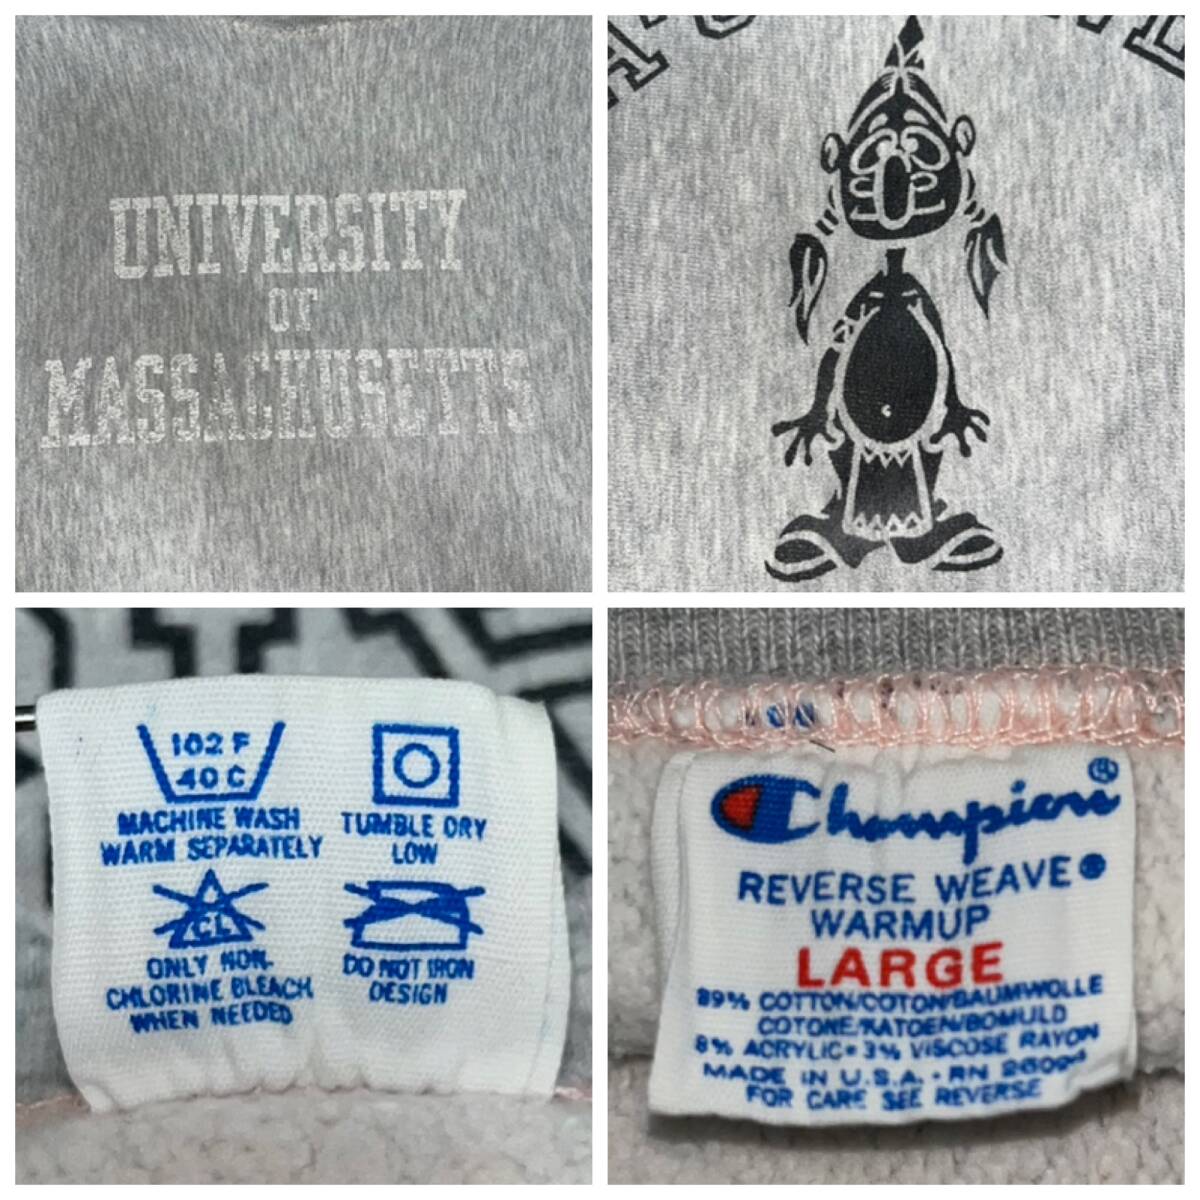 UNIVERSITY
OF
MASSACHUSETTS
102 F
40 C
MACHINE WASH
WARM SEPARATELY
TUMBLE DRY
LOW
CL
ONLY NON-
CHLORINE BLEACH
WHEN NEEDED
DO NOT IRON
DESIGN
Champion®
REVERSE WEAVE®
WARMUP
LARGE
89% COTTON/COTON/BAUMWOLLE
COTONE/KATOEN/BOMULD
8% ACRYLIC • 3% VISCOSE RAYON
MADE IN U.S.A. - RN 26094
FOR CARE SEE REVERSE